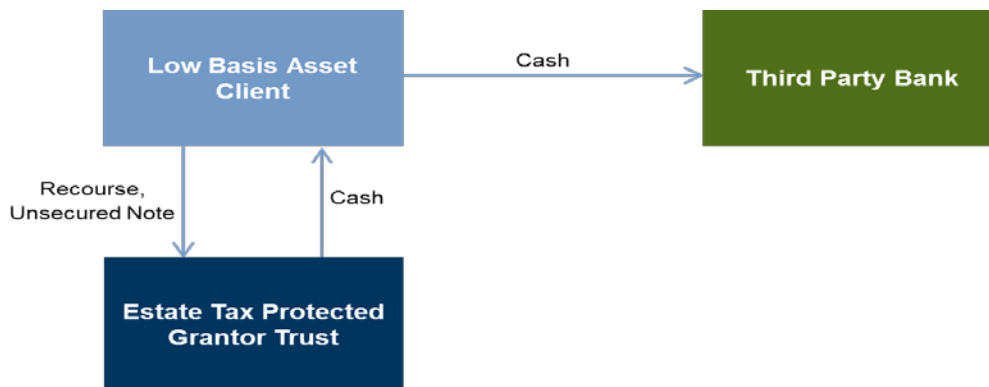 Low Basis Asset
Client
Cash
Third Party Bank
Recourse,
Unsecured Note
Cash
Estate Tax Protected
Grantor Trust